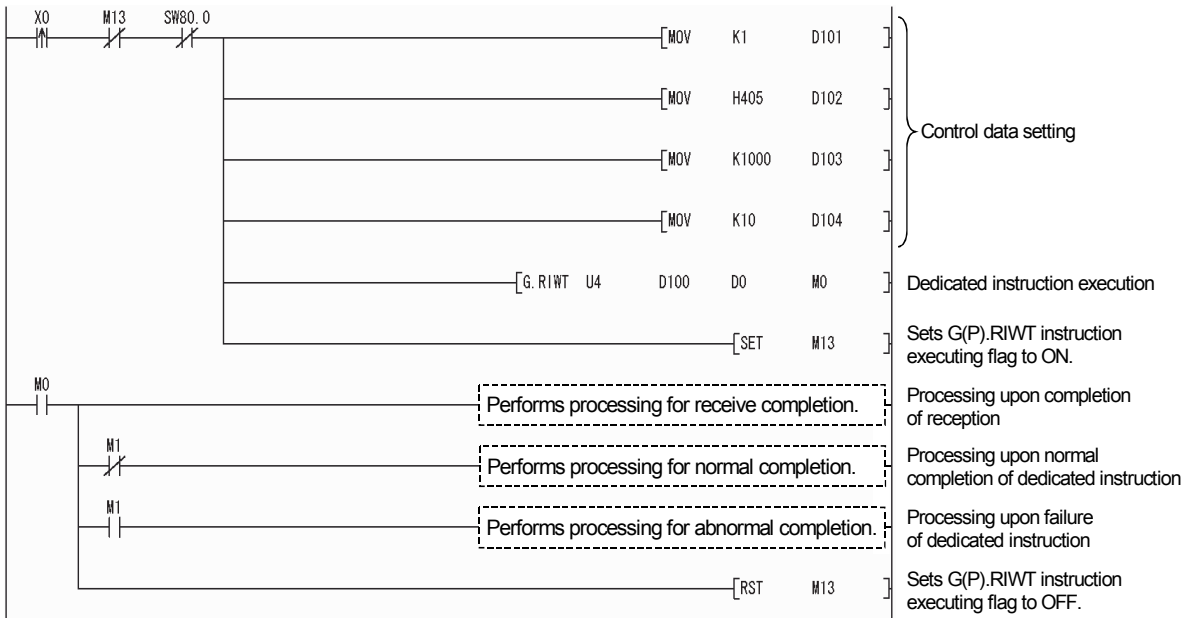 X0 M13 SW80.0
MOV K1 D101
MOV H405 D102
Control data setting
MOV K1000 D103
MOV K10 D104
G.RIWT U4 D100 D0 M0 Dedicated instruction execution
SET M13 Sets G(P).RIWT instruction
executing flag to ON.
M0
Performs processing for receive completion. Processing upon completion
of reception
M1
Performs processing for normal completion. Processing upon normal
completion of dedicated instruction
M1
Performs processing for abnormal completion. Processing upon failure
of dedicated instruction
RST M13 Sets G(P).RIWT instruction
executing flag to OFF.